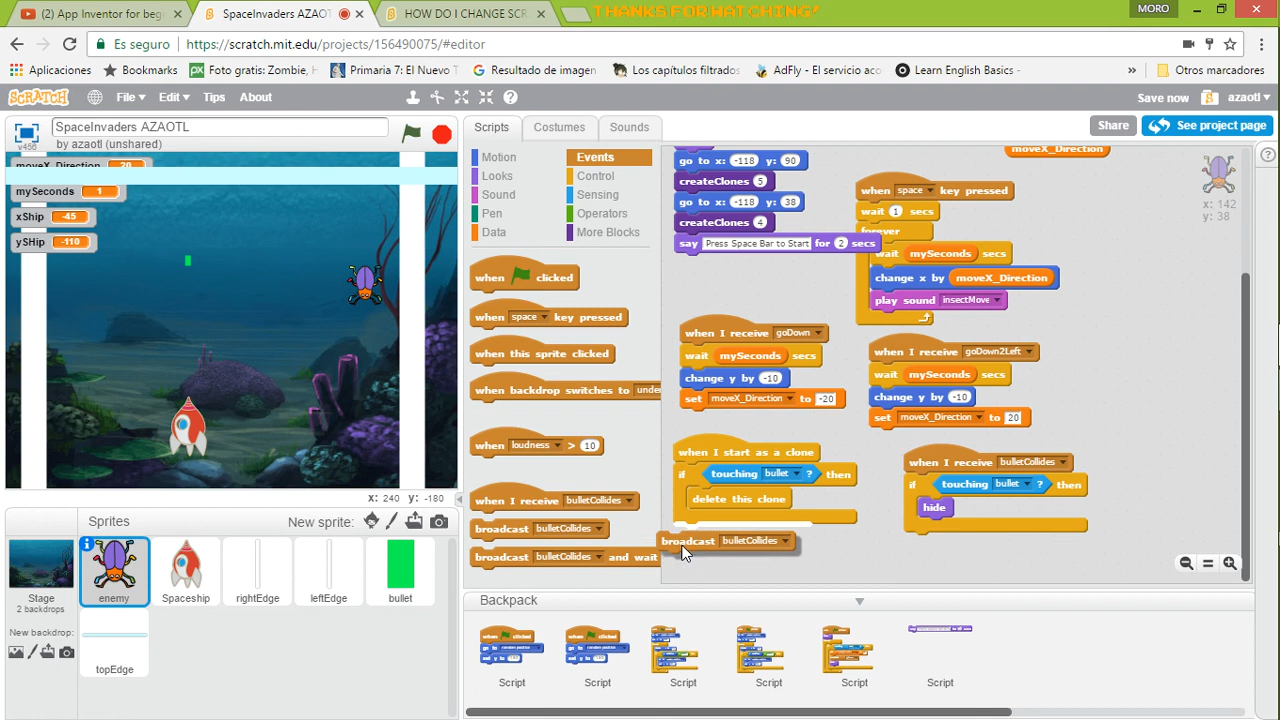 THANKS FOR WATCHING!
(2) App Inventor for beg
SpaceInvaders AZAOTL
HOW DO I CHANGE SCR
MORO
Es seguro
https://scratch.mit.edu/projects/156490075/#editor
Aplicaciones
Bookmarks
Foto gratis: Zombie,
Primaria 7: El Nuevo
Resultado de imagen
Los capítulos filtrados
AdFly - El servicio aco
Learn English Basics -
»
Otros marcadores
SCRATCH
File
Edit
Tips
About
Save now
azaotl
v456
SpaceInvaders AZAOTL
by azaotl (unshared)
Scripts
Costumes
Sounds
Share
See project page
moveX_Direction 20
mySeconds 1
xShip -45
ySHip -110
x: 240 y: -180
Motion
Events
Looks
Control
Sound
Sensing
Pen
Operators
Data
More Blocks
when clicked
when space key pressed
when this sprite clicked
when backdrop switches to unde
when loudness > 10
when I receive bulletCollides
broadcast bulletCollides
broadcast bulletCollides and wait
go to x: -118 y: 90
createClones 5
go to x: -118 y: 38
createClones 4
say Press Space Bar to Start for 2 secs
moveX_Direction
when space key pressed
wait 1 secs
forever
wait mySeconds secs
change x by moveX_Direction
play sound insectMove
x: 142
y: 38
when I receive goDown
wait mySeconds secs
change y by -10
set moveX_Direction to -20
when I receive goDown2Left
wait mySeconds secs
change y by -10
set moveX_Direction to 20
when I start as a clone
if touching bullet ? then
delete this clone
broadcast bulletCollides
when I receive bulletCollides
if touching bullet ? then
hide
Sprites
New sprite:
Stage
2 backdrops
New backdrop:
enemy
Spaceship
rightEdge
leftEdge
bullet
topEdge
Backpack
Script
Script
Script
Script
Script
Script